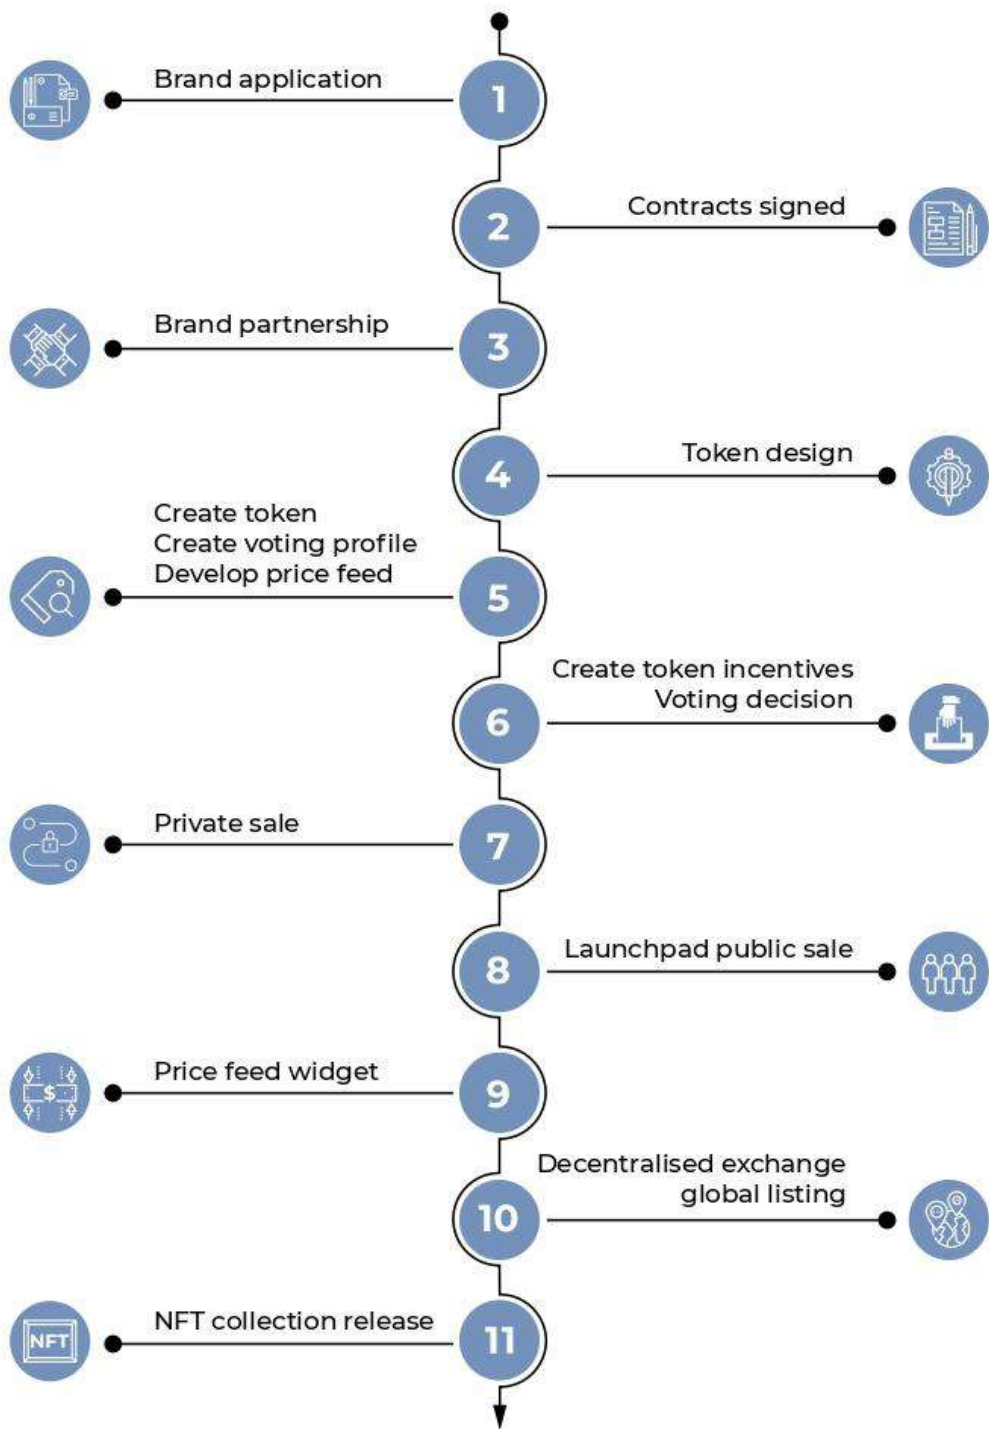 Brand application
1
2
Contracts signed
Brand partnership
3
4
Token design
Create token
Create voting profile
Develop price feed
5
6
Create token incentives
Voting decision
Private sale
7
8
Launchpad public sale
$
Price feed widget
9
10
Decentralised exchange
global listing
NFT
NFT collection release
11